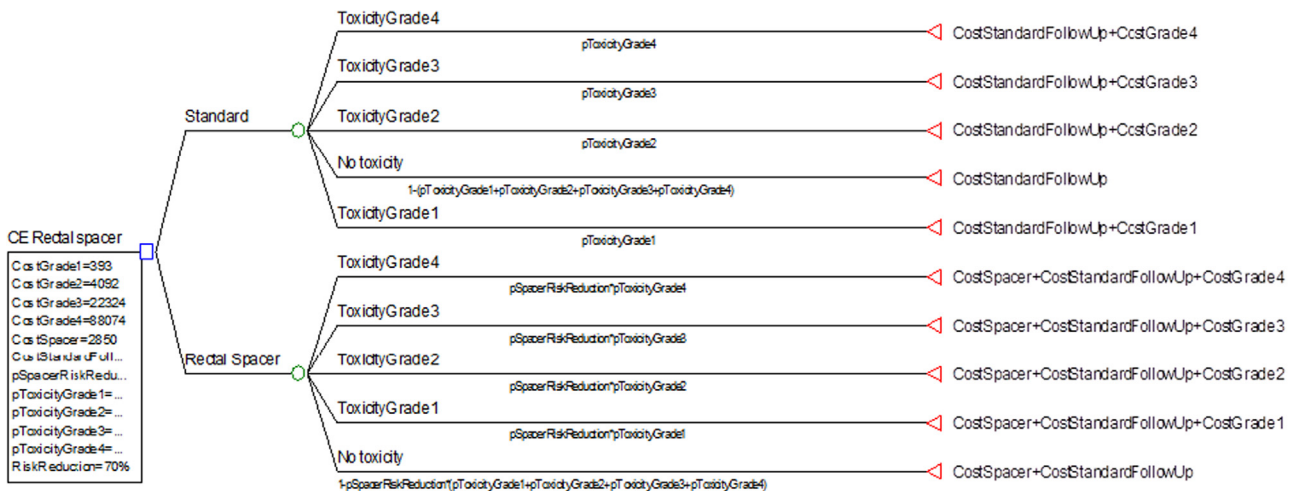 ToxicityGrade4
pToxicityGrade4
CostStandardFollowUp+CostGrade4
ToxicityGrade3
pToxicityGrade3
CostStandardFollowUp+CostGrade3
Standard
ToxicityGrade2
pToxicityGrade2
CostStandardFollowUp+CostGrade2
No toxicity
1-(pToxicityGrade1+pToxicityGrade2+pToxicityGrade3+pToxicityGrade4)
CostStandardFollowUp
ToxicityGrade1
pToxicityGrade1
CostStandardFollowUp+CostGrade1
CE Rectal spacer
CostGrade1=393
CostGrade2=4092
CostGrade3=22324
CostGrade4=88074
CostSpacer=2850
CostStandardFoll...
pSpacerRiskRedu...
pToxicityGrade1=...
pToxicityGrade2=...
pToxicityGrade3=...
pToxicityGrade4=...
RiskReduction=70%
ToxicityGrade4
pSpacerRiskReduction*pToxicityGrade4
CostSpacer+CostStandardFollowUp+CostGrade4
ToxicityGrade3
pSpacerRiskReduction*pToxicityGrade3
CostSpacer+CostStandardFollowUp+CostGrade3
Rectal Spacer
ToxicityGrade2
pSpacerRiskReduction*pToxicityGrade2
CostSpacer+CostStandardFollowUp+CostGrade2
ToxicityGrade1
pSpacerRiskReduction*pToxicityGrade1
CostSpacer+CostStandardFollowUp+CostGrade1
No toxicity
1-pSpacerRiskReduction*(pToxicityGrade1+pToxicityGrade2+pToxicityGrade3+pToxicityGrade4)
CostSpacer+CostStandardFollowUp